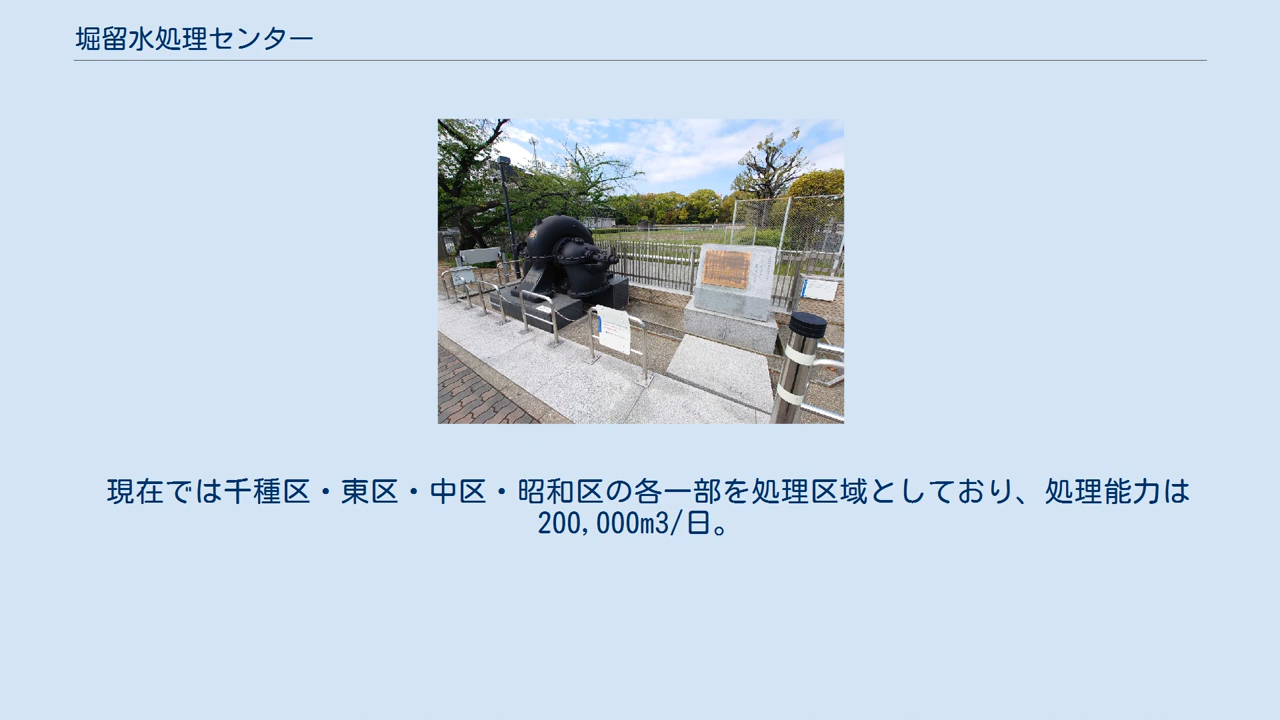 堀留水処理センター
現在では千種区・東区・中区・昭和区の各一部を処理区域としており、処理能力は
200,000m3/日。